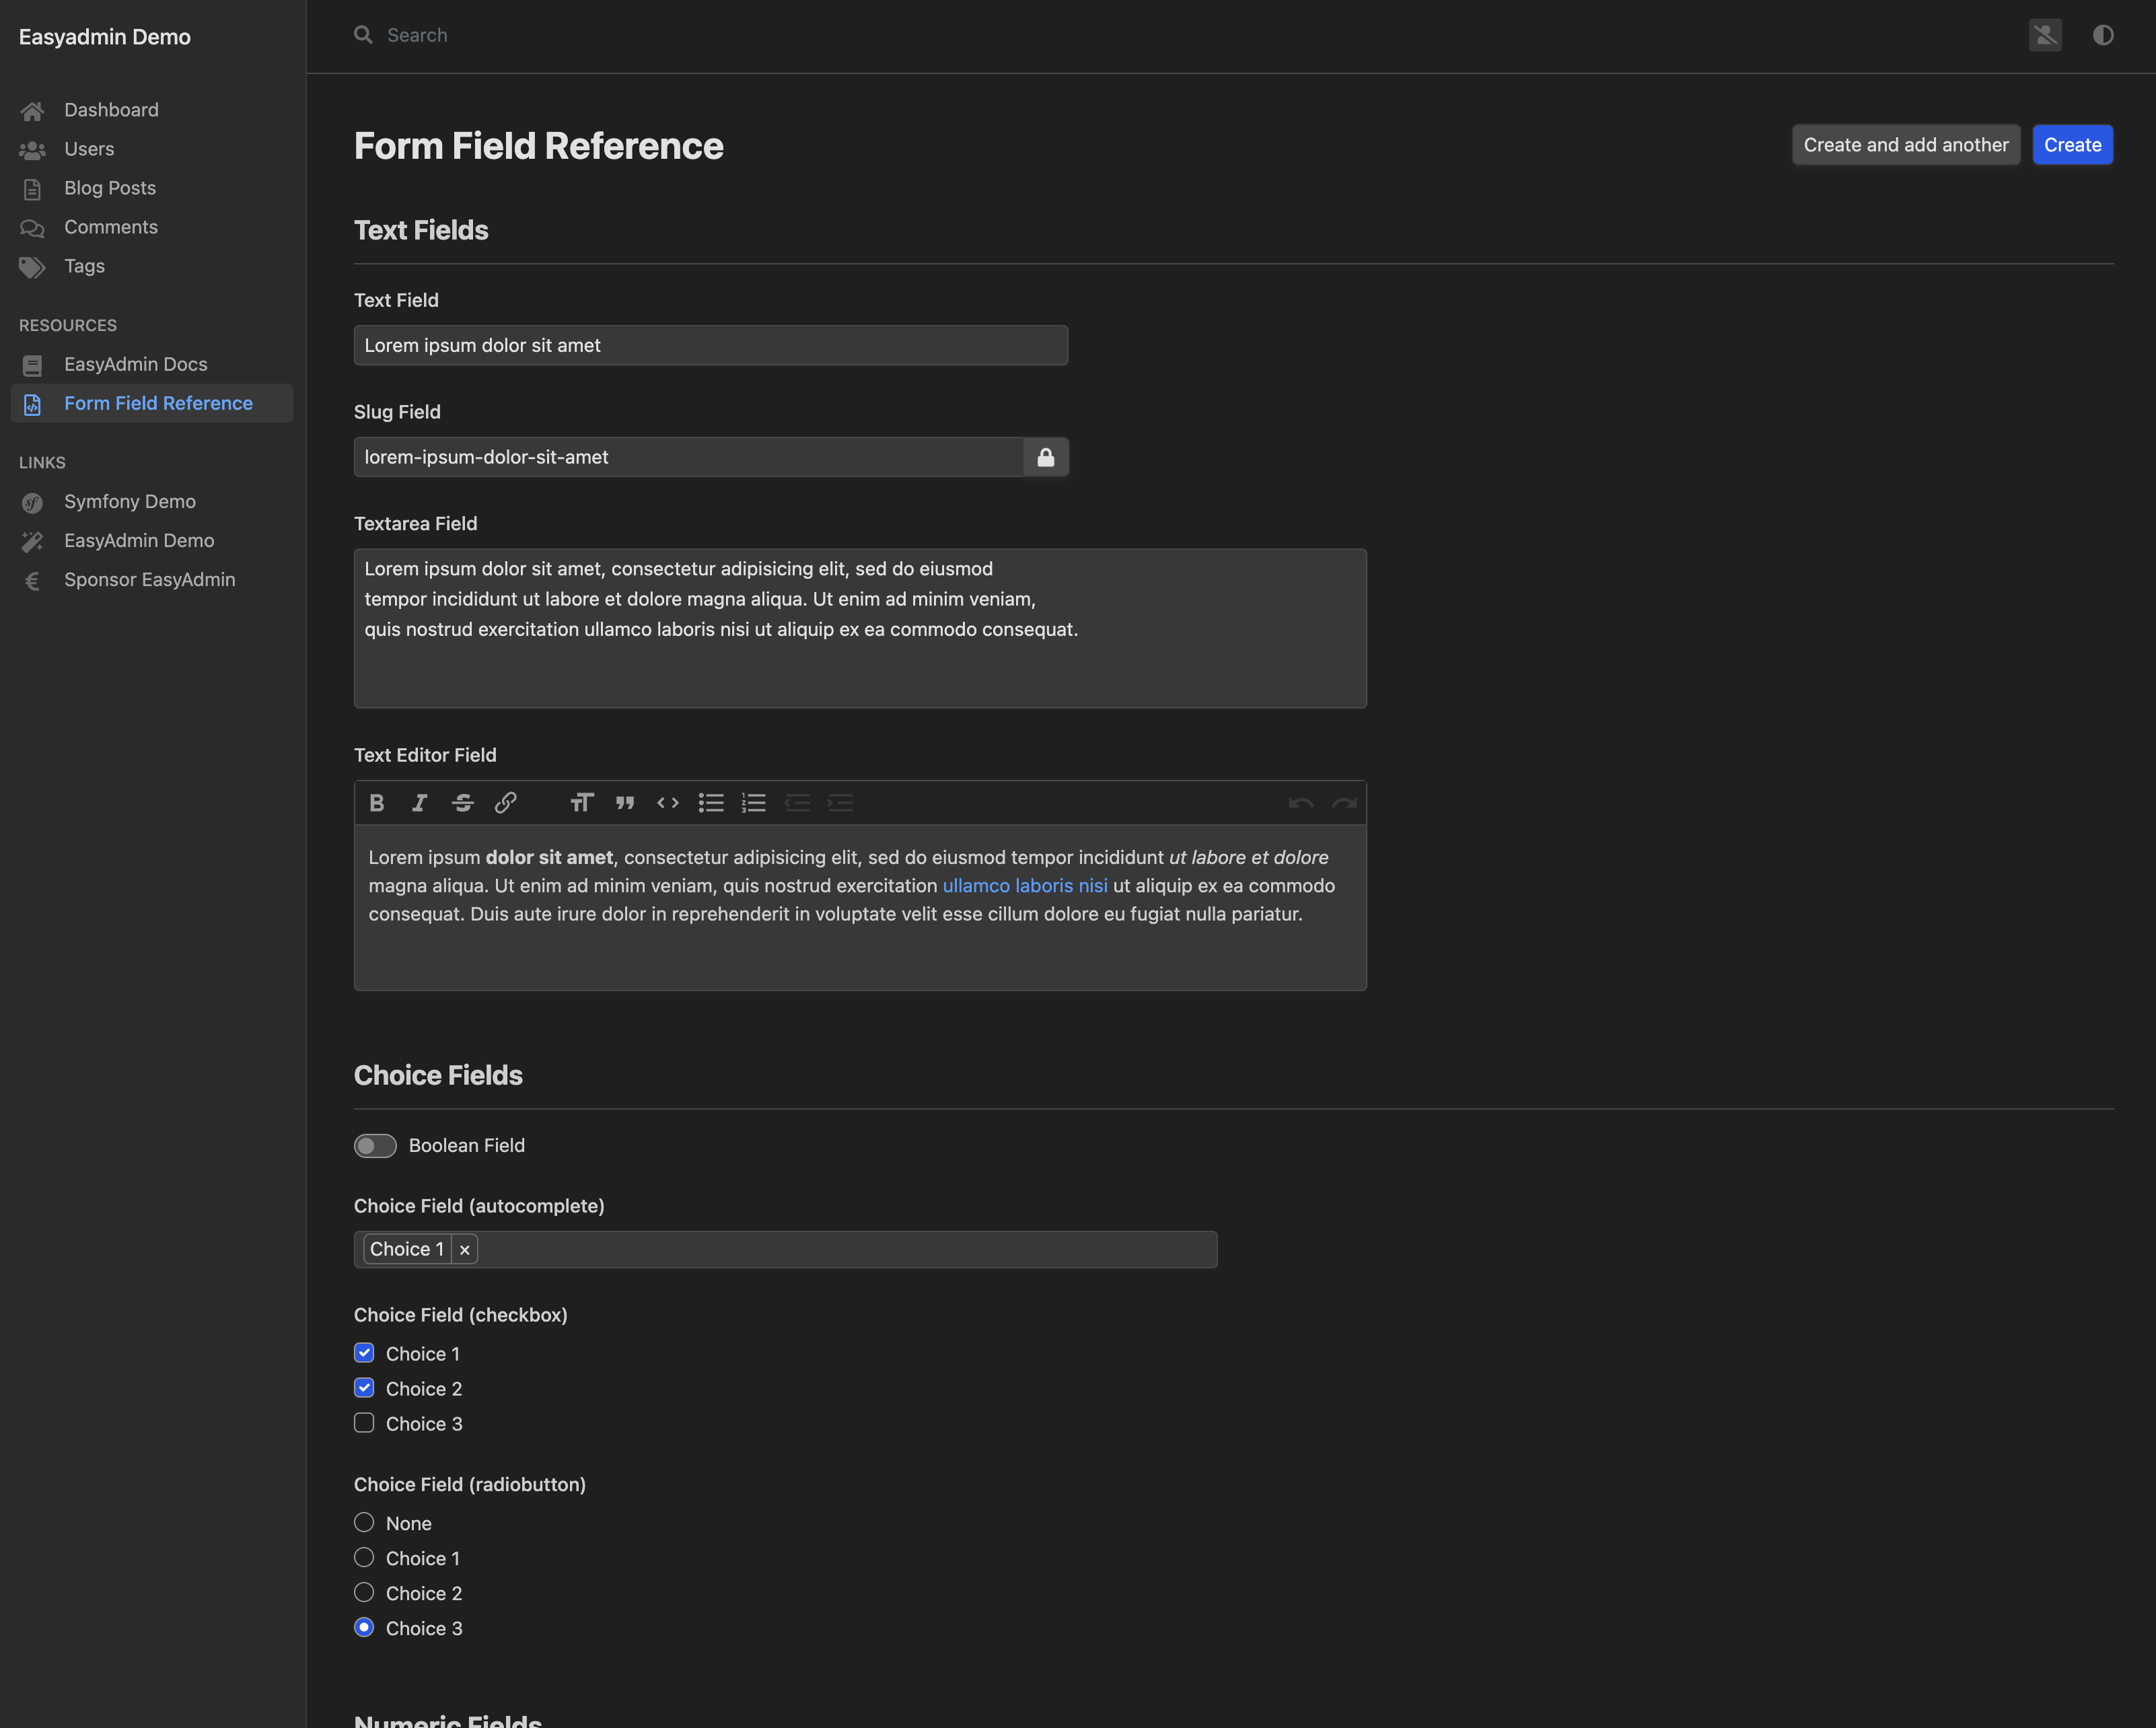 Easyadmin Demo
Dashboard
Users
Blog Posts
Comments
Tags
RESOURCES
EasyAdmin Docs
Form Field Reference
LINKS
Symfony Demo
EasyAdmin Demo
Sponsor EasyAdmin
Search
Form Field Reference
Create and add another
Create
Text Fields
Text Field
Lorem ipsum dolor sit amet
Slug Field
lorem-ipsum-dolor-sit-amet
Textarea Field
Lorem ipsum dolor sit amet, consectetur adipisicing elit, sed do eiusmod
tempor incididunt ut labore et dolore magna aliqua. Ut enim ad minim veniam,
quis nostrud exercitation ullamco laboris nisi ut aliquip ex ea commodo consequat.
Text Editor Field
Lorem ipsum dolor sit amet, consectetur adipisicing elit, sed do eiusmod tempor incididunt ut labore et dolore
magna aliqua. Ut enim ad minim veniam, quis nostrud exercitation ullamco laboris nisi ut aliquip ex ea commodo
consequat. Duis aute irure dolor in reprehenderit in voluptate velit esse cillum dolore eu fugiat nulla pariatur.
Choice Fields
Boolean Field
Choice Field (autocomplete)
Choice 1 ×
Choice Field (checkbox)
Choice 1
Choice 2
Choice 3
Choice Field (radiobutton)
None
Choice 1
Choice 2
Choice 3
Numeric Fields